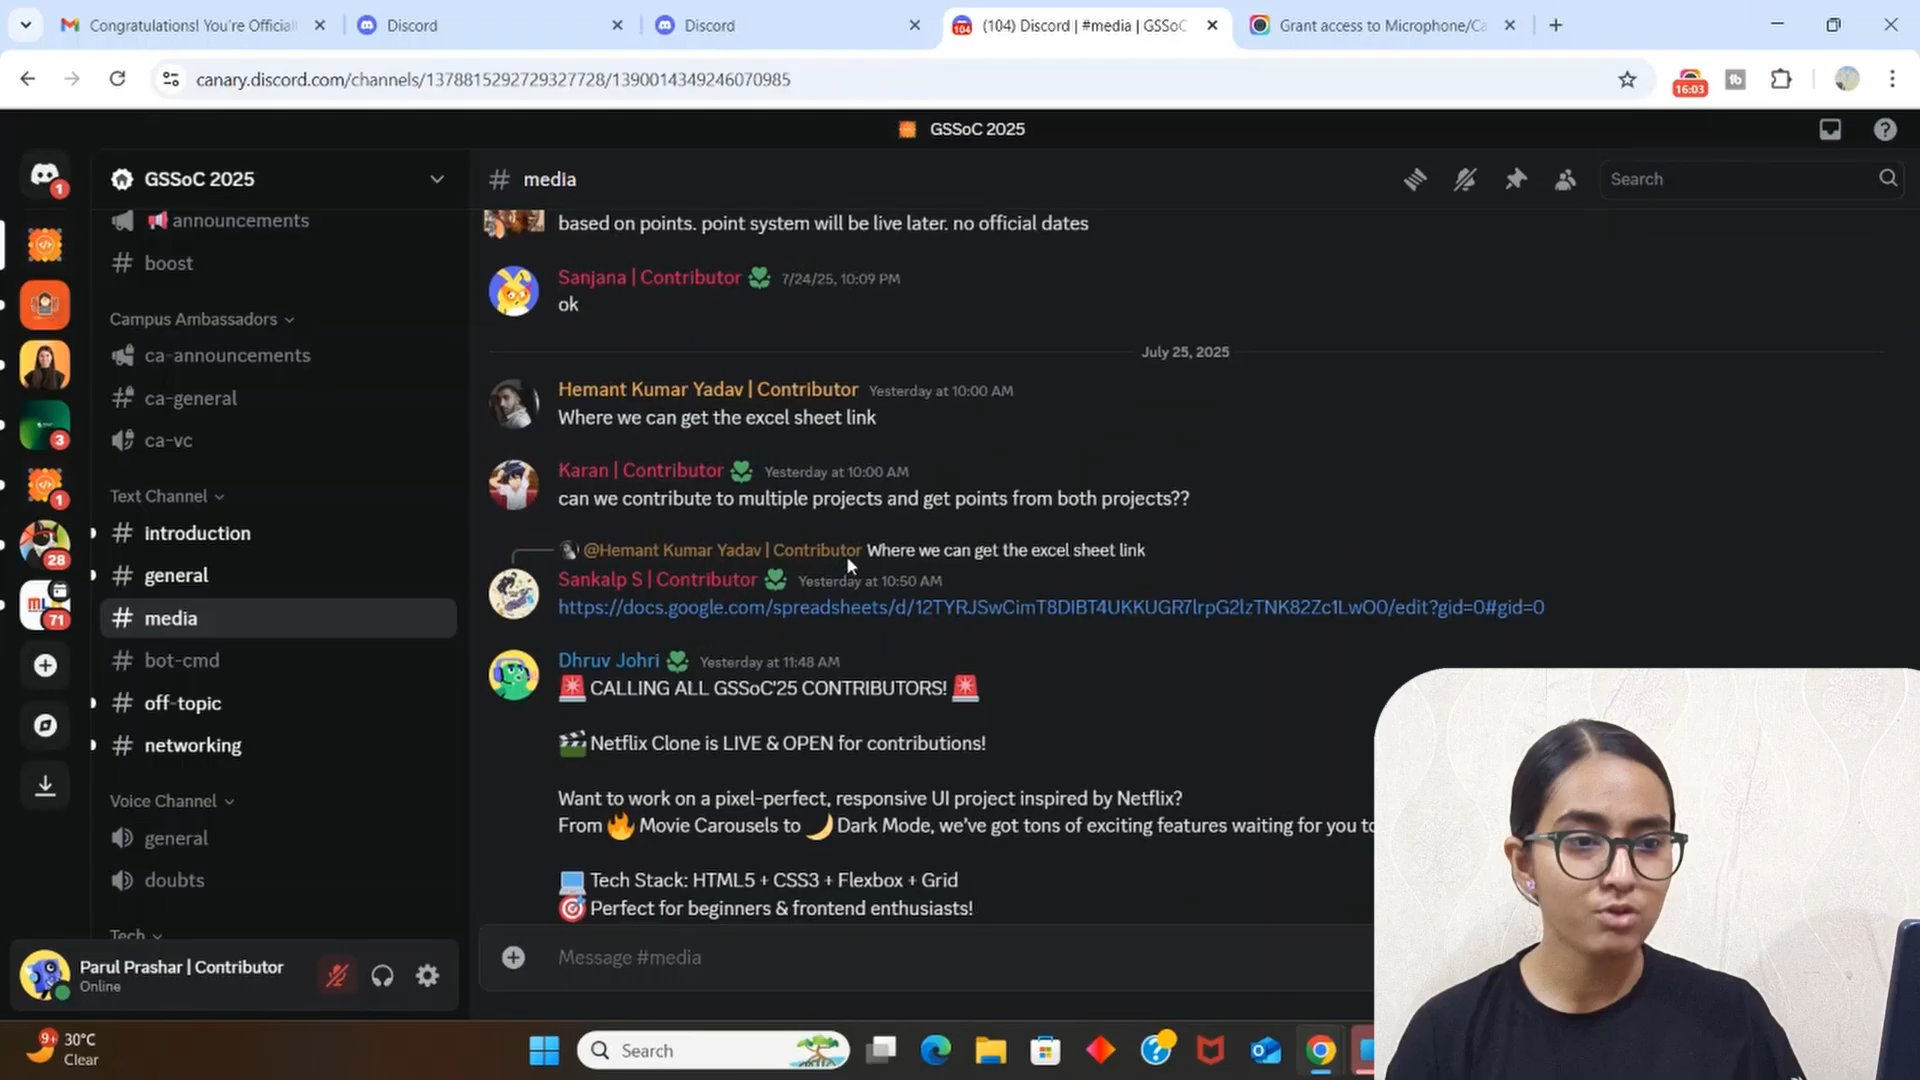 Congratulations! You're Official
Discord
Discord
104
(104) Discord | #media | GSSoC
Grant access to Microphone/Ca
canary.discord.com/channels/1378815292729327728/1390014349246070985
16:03
GSSoC 2025
GSSoC 2025
media
Search
1
3
1
28
71
announcements
boost
Campus Ambassadors
ca-announcements
ca-general
ca-vc
Text Channel
introduction
general
media
bot-cmd
off-topic
networking
Voice Channel
general
doubts
Tech
Parul Prashar | Contributor
Online
based on points. point system will be live later. no official dates
Sanjana | Contributor 7/24/25, 10:09 PM
ok
July 25, 2025
Hemant Kumar Yadav | Contributor Yesterday at 10:00 AM
Where we can get the excel sheet link
Karan | Contributor Yesterday at 10:00 AM
can we contribute to multiple projects and get points from both projects??
@Hemant Kumar Yadav | Contributor Where we can get the excel sheet link
Sankalp S | Contributor Yesterday at 10:50 AM
https://docs.google.com/spreadsheets/d/12TYRJSwCimT8DIBT4UKKUGR7lrpG2lzTNK82Zc1LwO0/edit?gid=0#gid=0
Dhruv Johri Yesterday at 11:48 AM
🚨 CALLING ALL GSSoC'25 CONTRIBUTORS! 🚨
🎬 Netflix Clone is LIVE & OPEN for contributions!
Want to work on a pixel-perfect, responsive UI project inspired by Netflix?
From 🔥 Movie Carousels to 🌙 Dark Mode, we've got tons of exciting features waiting for you to
💻 Tech Stack: HTML5 + CSS3 + Flexbox + Grid
🎯 Perfect for beginners & frontend enthusiasts!
Message #media
9+
30°C
Clear
Search